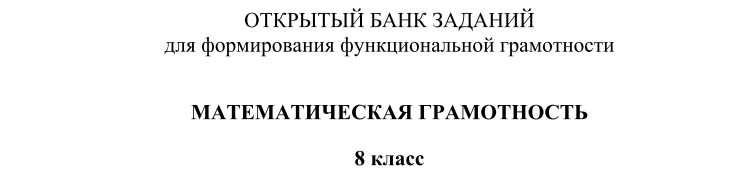 ОТКРЫТЫЙ БАНК ЗАДАНИЙ
для формирования функциональной грамотности
МАТЕМАТИЧЕСКАЯ ГРАМОТНОСТЬ
8 класс